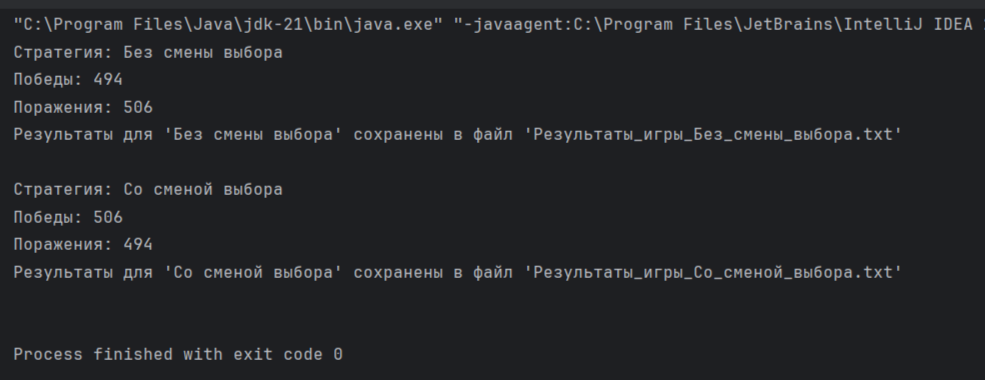 "C:\Program Files\Java\jdk-21\bin\java.exe" "-javaagent:C:\Program Files\JetBrains\IntelliJ IDEA
Стратегия: Без смены выбора
Победы: 494
Поражения: 506
Результаты для 'Без смены выбора' сохранены в файл 'Результаты_игры_Без_смены_выбора.txt'
Стратегия: Со сменой выбора
Победы: 506
Поражения: 494
Результаты для 'Со сменой выбора' сохранены в файл 'Результаты_игры_Со_сменой_выбора.txt'
Process finished with exit code 0